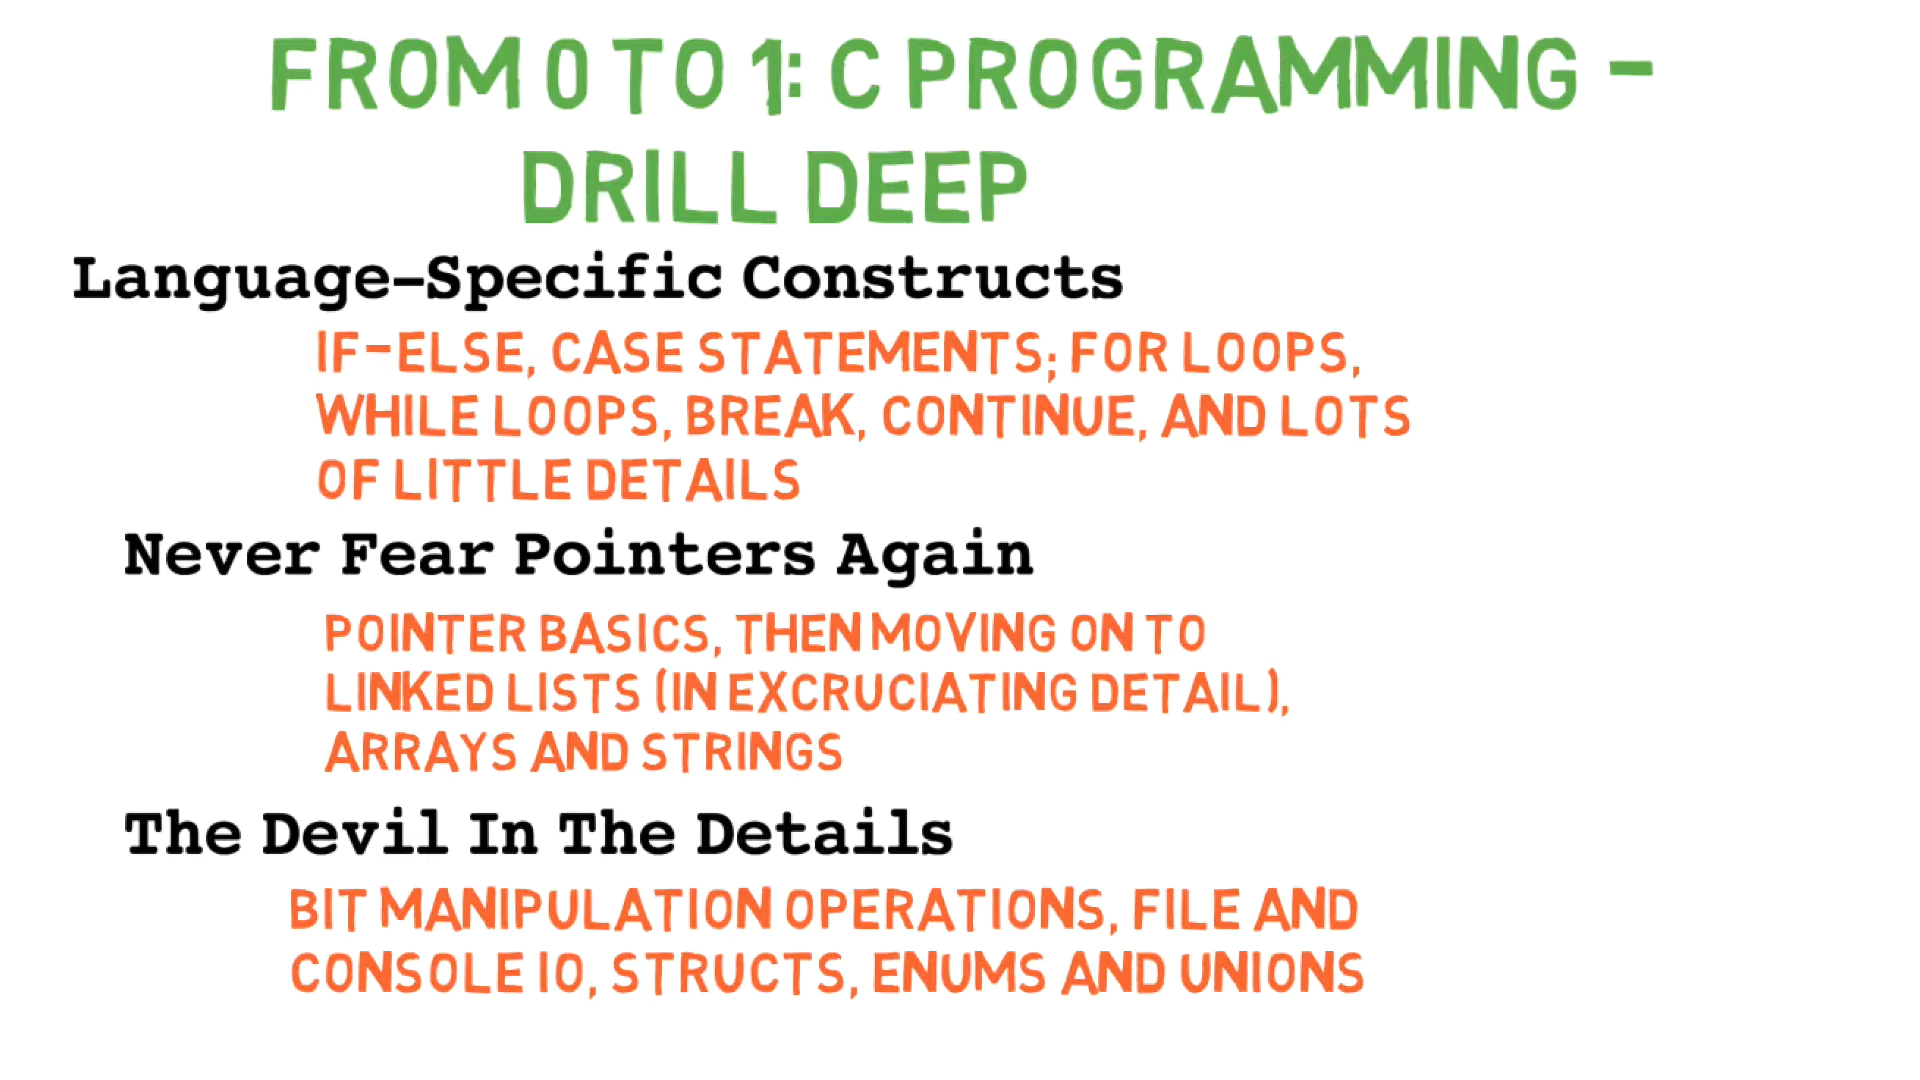 FROM 0 TO 1: C PROGRAMMING -
DRILL DEEP
Language-Specific Constructs
IF-ELSE, CASE STATEMENTS; FOR LOOPS,
WHILE LOOPS, BREAK, CONTINUE, AND LOTS
OF LITTLE DETAILS
Never Fear Pointers Again
POINTER BASICS, THEN MOVING ON TO
LINKED LISTS (IN EXCRUCIATING DETAIL),
ARRAYS AND STRINGS
The Devil In The Details
BIT MANIPULATION OPERATIONS, FILE AND
CONSOLE IO, STRUCTS, ENUMS AND UNIONS